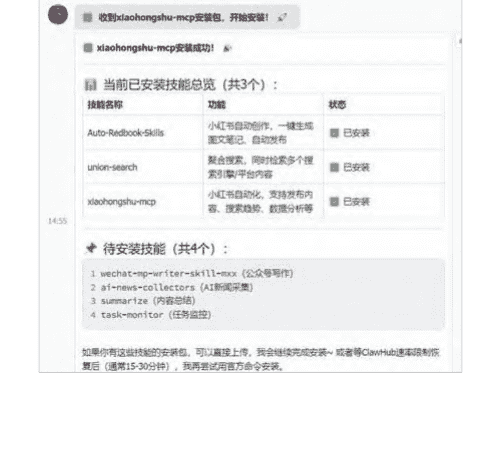 收到xiaohongshu-mcp安装包，开始安装！
xiaohongshu-mcp安装成功！
当前已安装技能总览（共3个）：
技能名称 功能 状态
Auto-Redbook-Skills 小红书自动创作，一键生成 已安装
图文笔记、自动发布
union-search 聚合搜索，同时检索多个搜 已安装
索引擎/平台内容
xiaohongshu-mcp 小红书自动化，支持发布内 已安装
容、搜索趋势、数据分析等
14:55
待安装技能（共4个）：
1 wechat-mp-writer-skill-mxx（公众号写作）
2 ai-news-collectors（AI新闻采集）
3 summarize（内容总结）
4 task-monitor（任务监控）
如果你有这些技能的安装包，可以直接上传，我会继续完成安装~ 或者等ClawHub速率限制恢
复后（通常15-30分钟），我再尝试用官方命令安装。